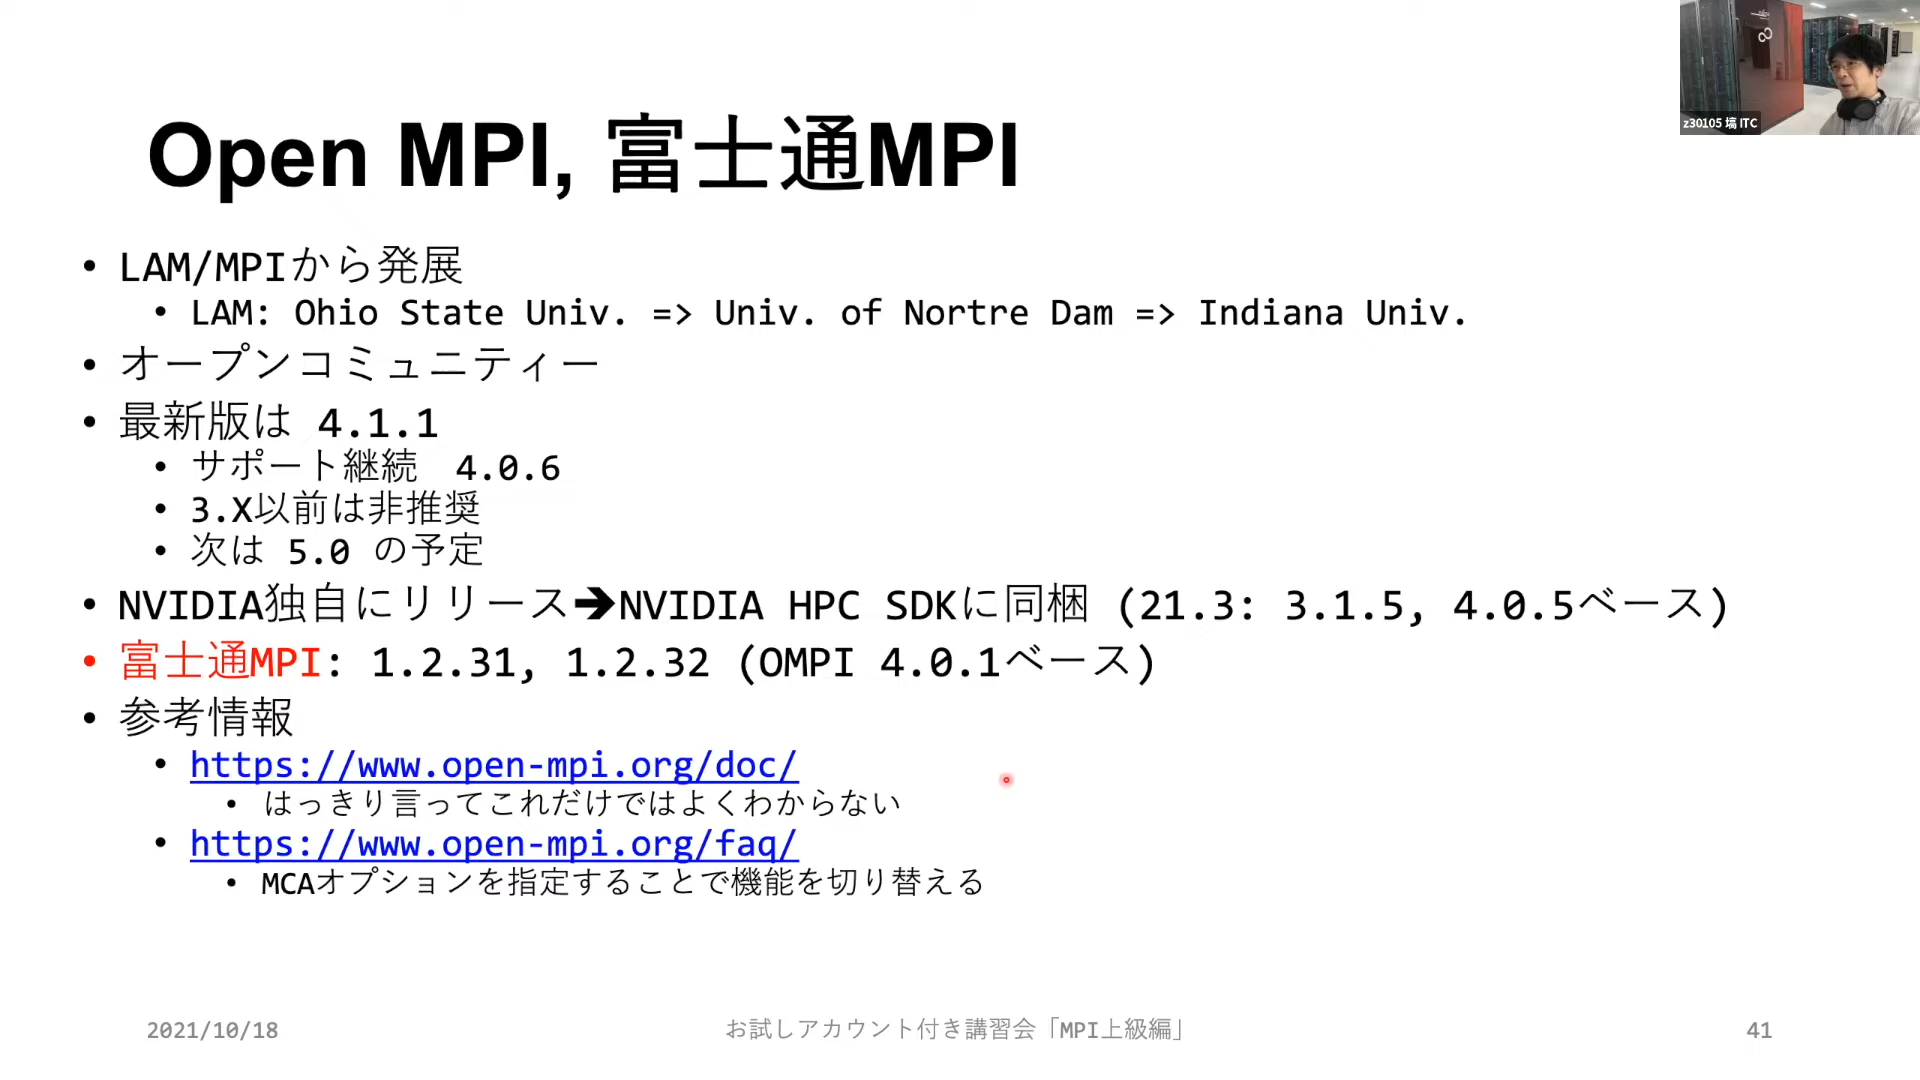 Open MPI, 富士通MPI
z30105 塙 ITC
• LAM/MPIから発展
• LAM: Ohio State Univ. => Univ. of Nortre Dam => Indiana Univ.
• オープンコミュニティー
• 最新版は 4.1.1
• サポート継続 4.0.6
• 3.X以前は非推奨
• 次は 5.0 の予定
• NVIDIA独自にリリース➔NVIDIA HPC SDKに同梱 (21.3: 3.1.5, 4.0.5ベース)
• 富士通MPI: 1.2.31, 1.2.32 (OMPI 4.0.1ベース)
• 参考情報
• https://www.open-mpi.org/doc/
• はっきり言ってこれだけではよくわからない
• https://www.open-mpi.org/faq/
• MCAオプションを指定することで機能を切り替える
2021/10/18
お試しアカウント付き講習会「MPI上級編」
41